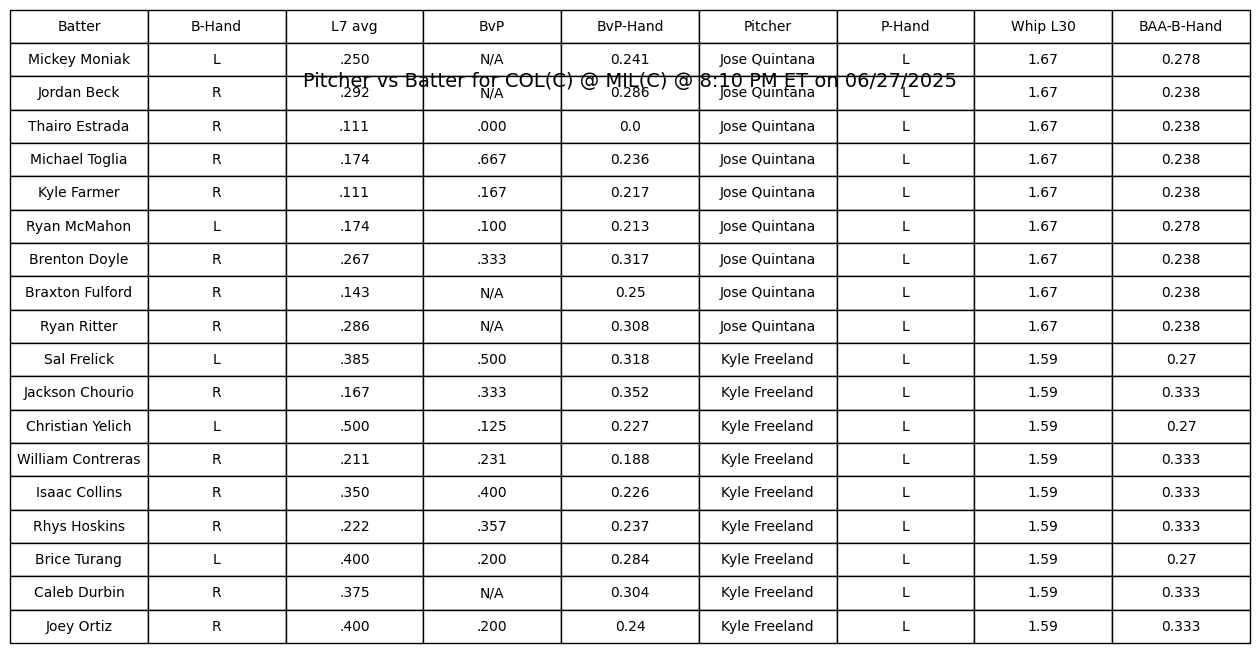 Batter B-Hand L7 avg BvP BvP-Hand Pitcher P-Hand Whip L30 BAA-B-Hand
Mickey Moniak L .250 N/A 0.241 Jose Quintana L 1.67 0.278
Pitcher vs Batter for COL(C) @ MIL(C) @ 8:10 PM ET on 06/27/2025
Jordan Beck R .292 N/A 0.286 Jose Quintana L 1.67 0.238
Thairo Estrada R .111 .000 0.0 Jose Quintana L 1.67 0.238
Michael Toglia R .174 .667 0.236 Jose Quintana L 1.67 0.238
Kyle Farmer R .111 .167 0.217 Jose Quintana L 1.67 0.238
Ryan McMahon L .174 .100 0.213 Jose Quintana L 1.67 0.278
Brenton Doyle R .267 .333 0.317 Jose Quintana L 1.67 0.238
Braxton Fulford R .143 N/A 0.25 Jose Quintana L 1.67 0.238
Ryan Ritter R .286 N/A 0.308 Jose Quintana L 1.67 0.238
Sal Frelick L .385 .500 0.318 Kyle Freeland L 1.59 0.27
Jackson Chourio R .167 .333 0.352 Kyle Freeland L 1.59 0.333
Christian Yelich L .500 .125 0.227 Kyle Freeland L 1.59 0.27
William Contreras R .211 .231 0.188 Kyle Freeland L 1.59 0.333
Isaac Collins R .350 .400 0.226 Kyle Freeland L 1.59 0.333
Rhys Hoskins R .222 .357 0.237 Kyle Freeland L 1.59 0.333
Brice Turang L .400 .200 0.284 Kyle Freeland L 1.59 0.27
Caleb Durbin R .375 N/A 0.304 Kyle Freeland L 1.59 0.333
Joey Ortiz R .400 .200 0.24 Kyle Freeland L 1.59 0.333